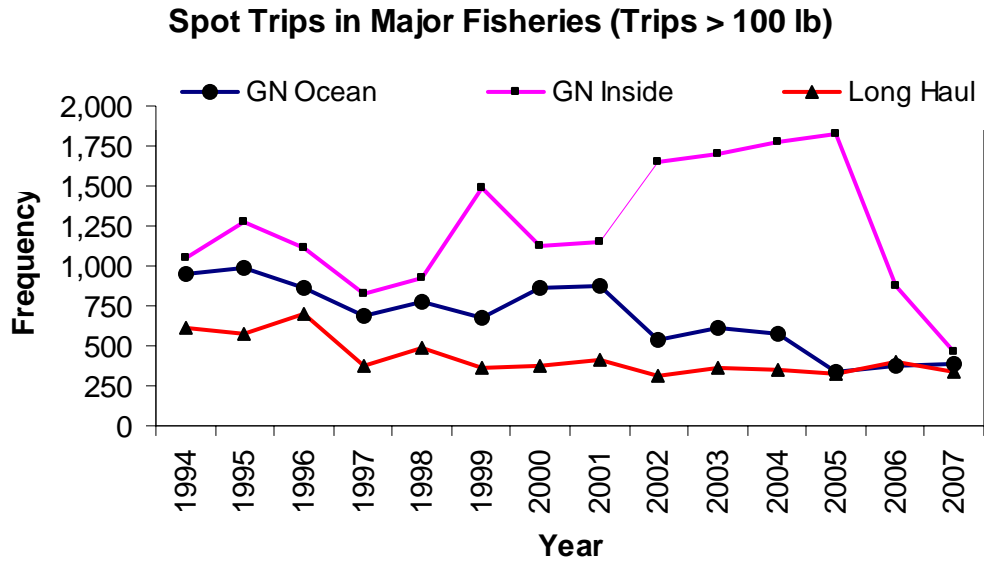 Spot Trips in Major Fisheries (Trips > 100 lb)
GN Ocean GN Inside Long Haul
2,000
1,750
1,500
1,250
1,000
750
500
250
0
Frequency
1994 1995 1996 1997 1998 1999 2000 2001 2002 2003 2004 2005 2006 2007
Year